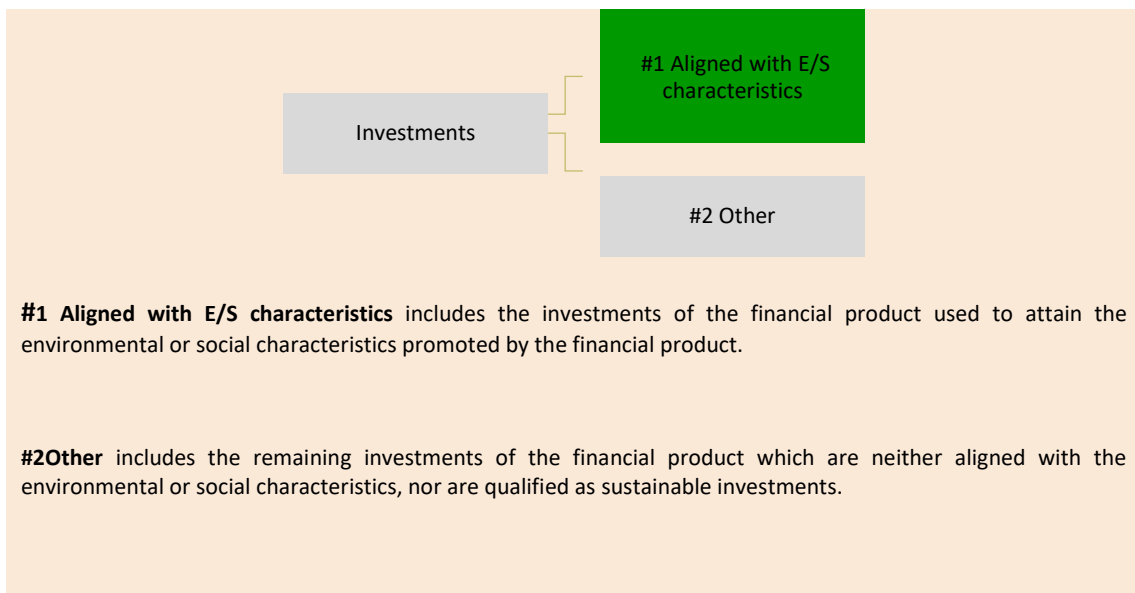 #1 Aligned with E/S
characteristics
Investments
#2 Other
#1 Aligned with E/S characteristics includes the investments of the financial product used to attain the
environmental or social characteristics promoted by the financial product.
#2Other includes the remaining investments of the financial product which are neither aligned with the
environmental or social characteristics, nor are qualified as sustainable investments.